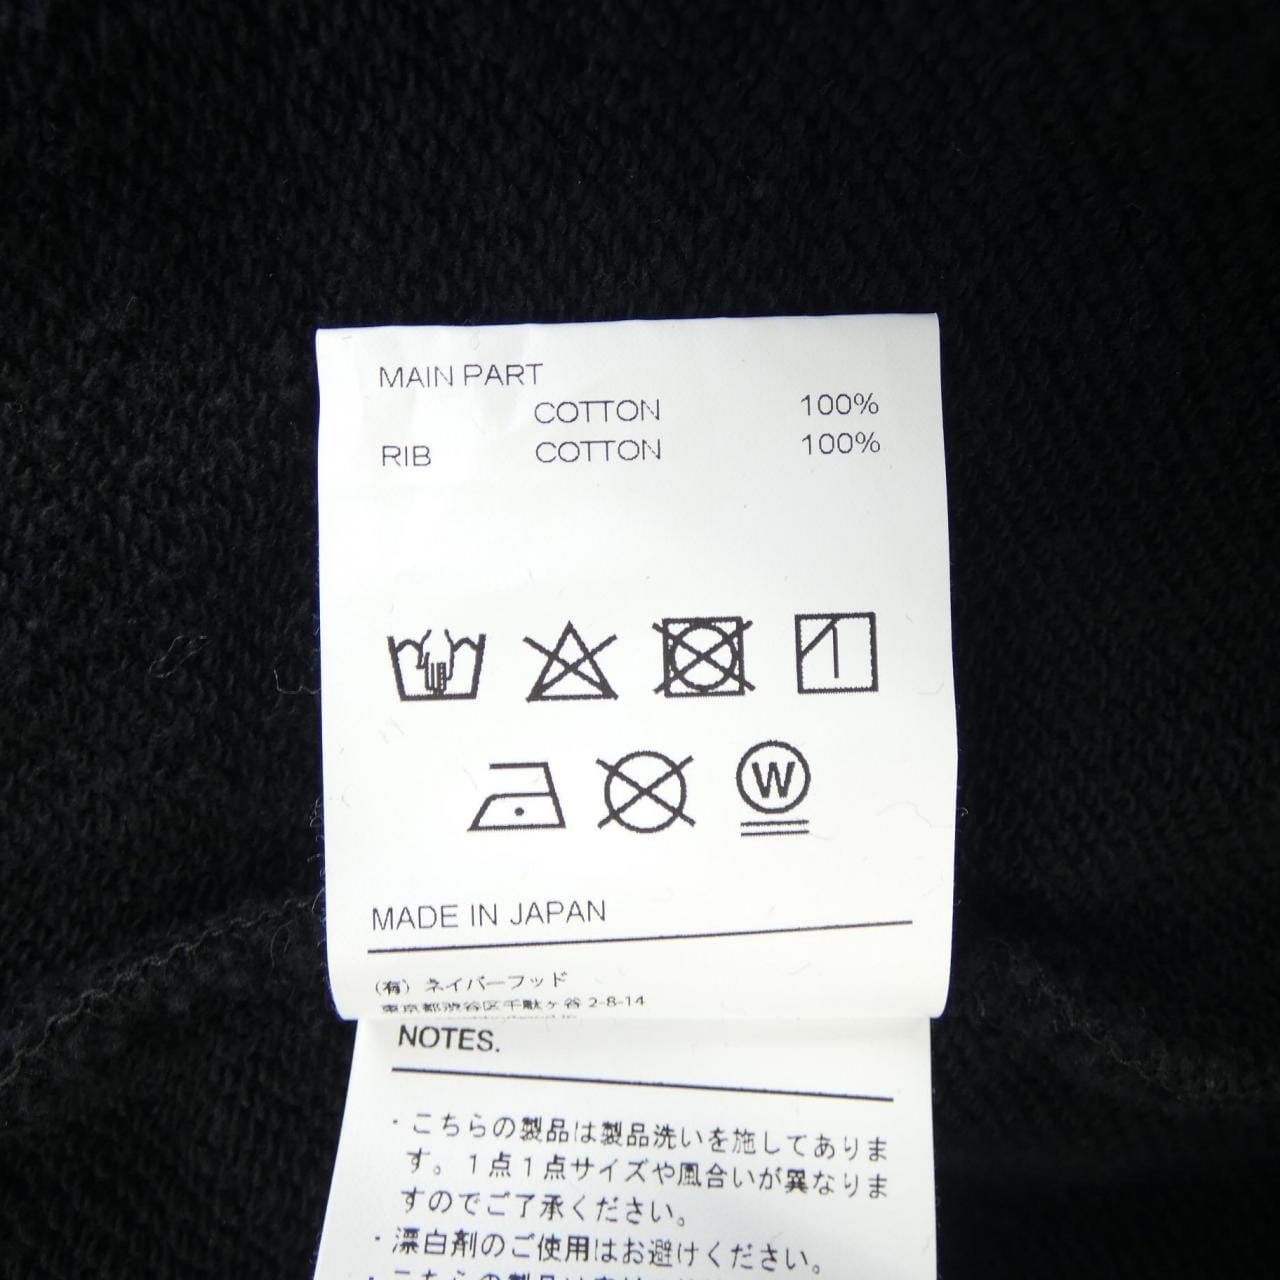 MAIN PART
COTTON 100%
RIB COTTON 100%
W
MADE IN JAPAN
(有) ネイバーフッド
東京都渋谷区千駄ヶ谷 2-8-14
NOTES.
・こちらの製品は製品洗いを施してありま
す。1点1点サイズや風合いが異なりま
すのでご了承ください。
・漂白剤のご使用はお避けください。